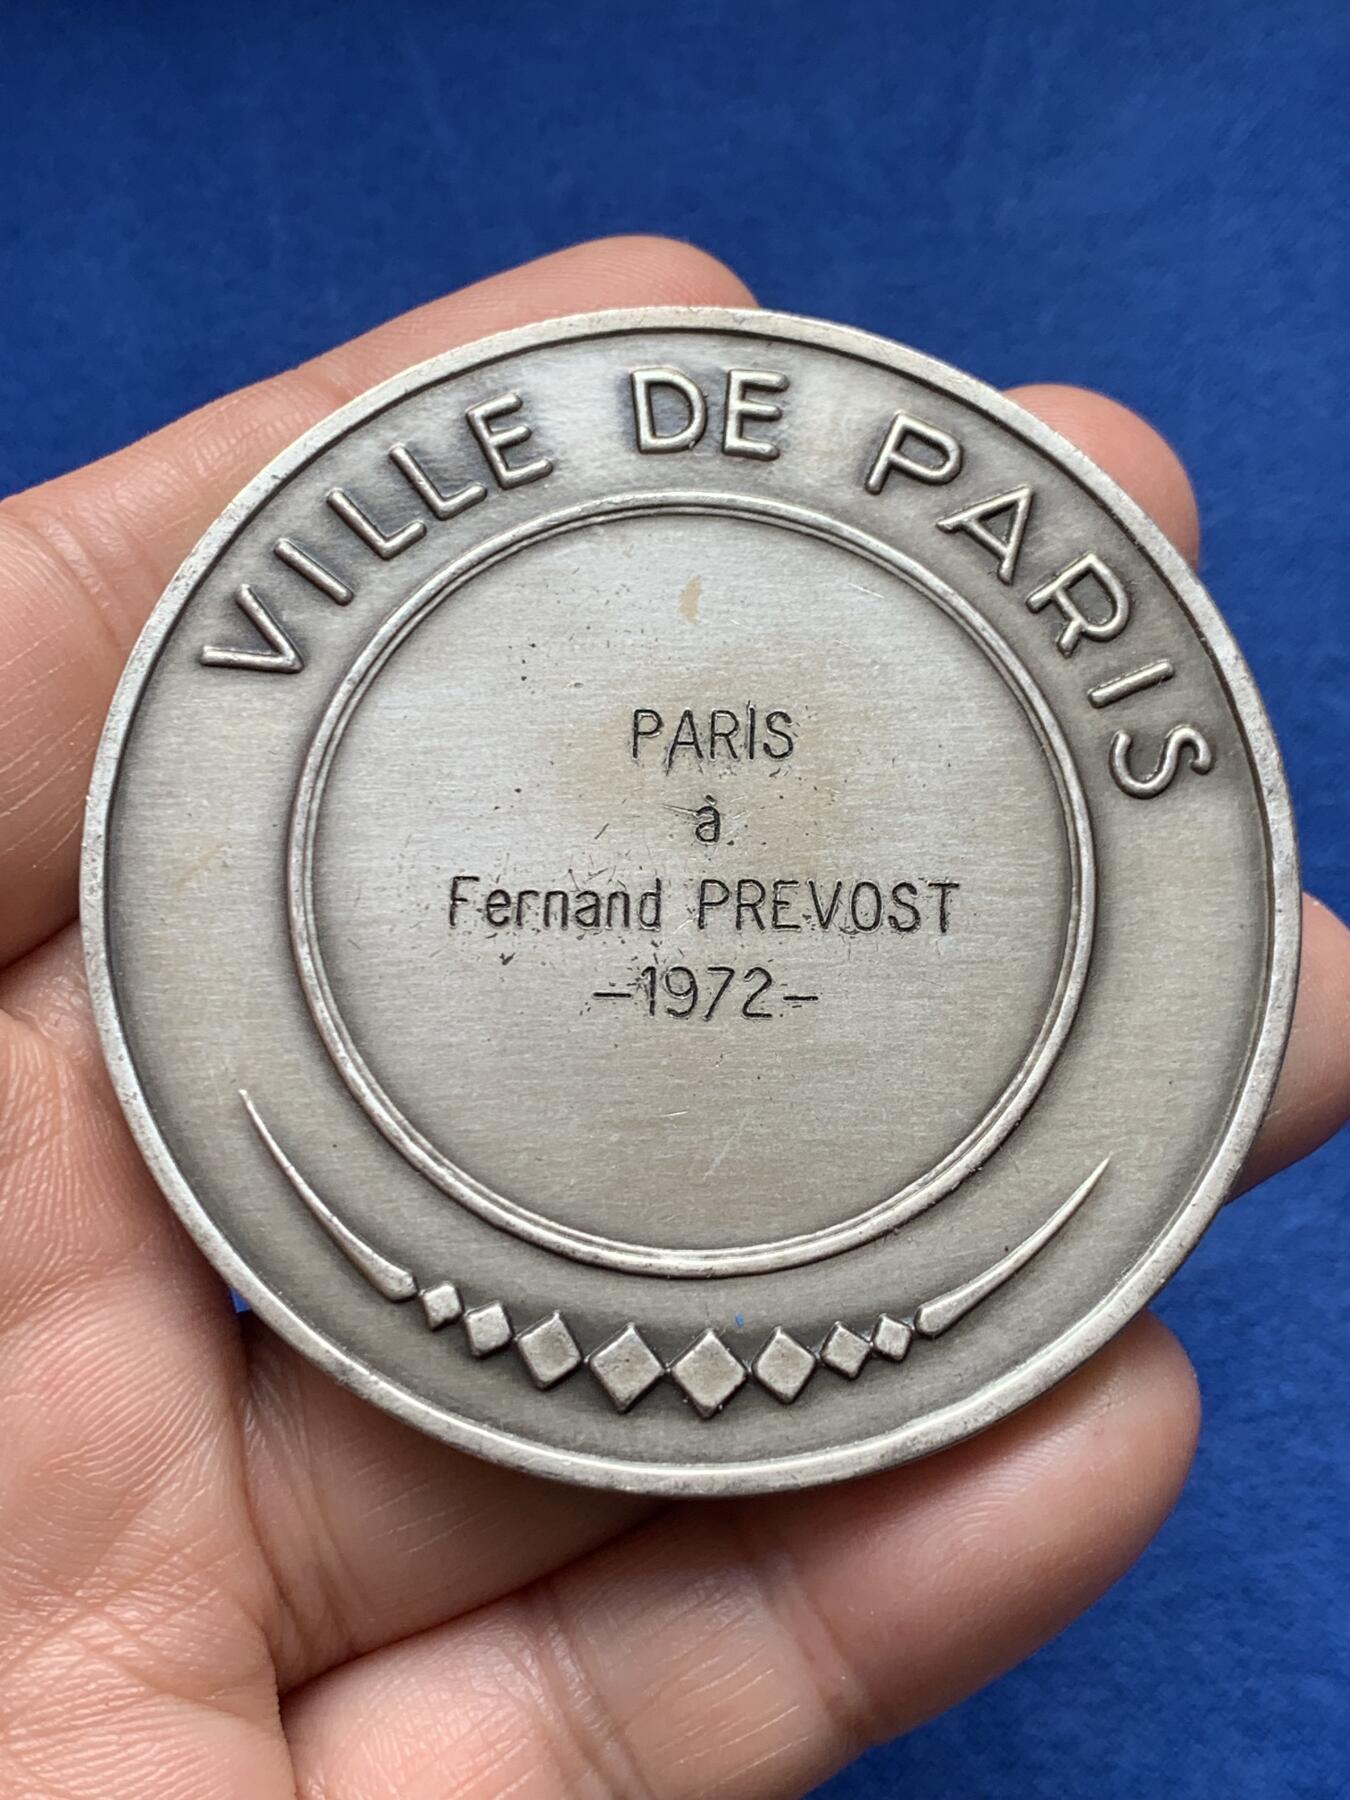 VILLE DE PARIS
PARIS
à
Fernand PREVOST
-1972-